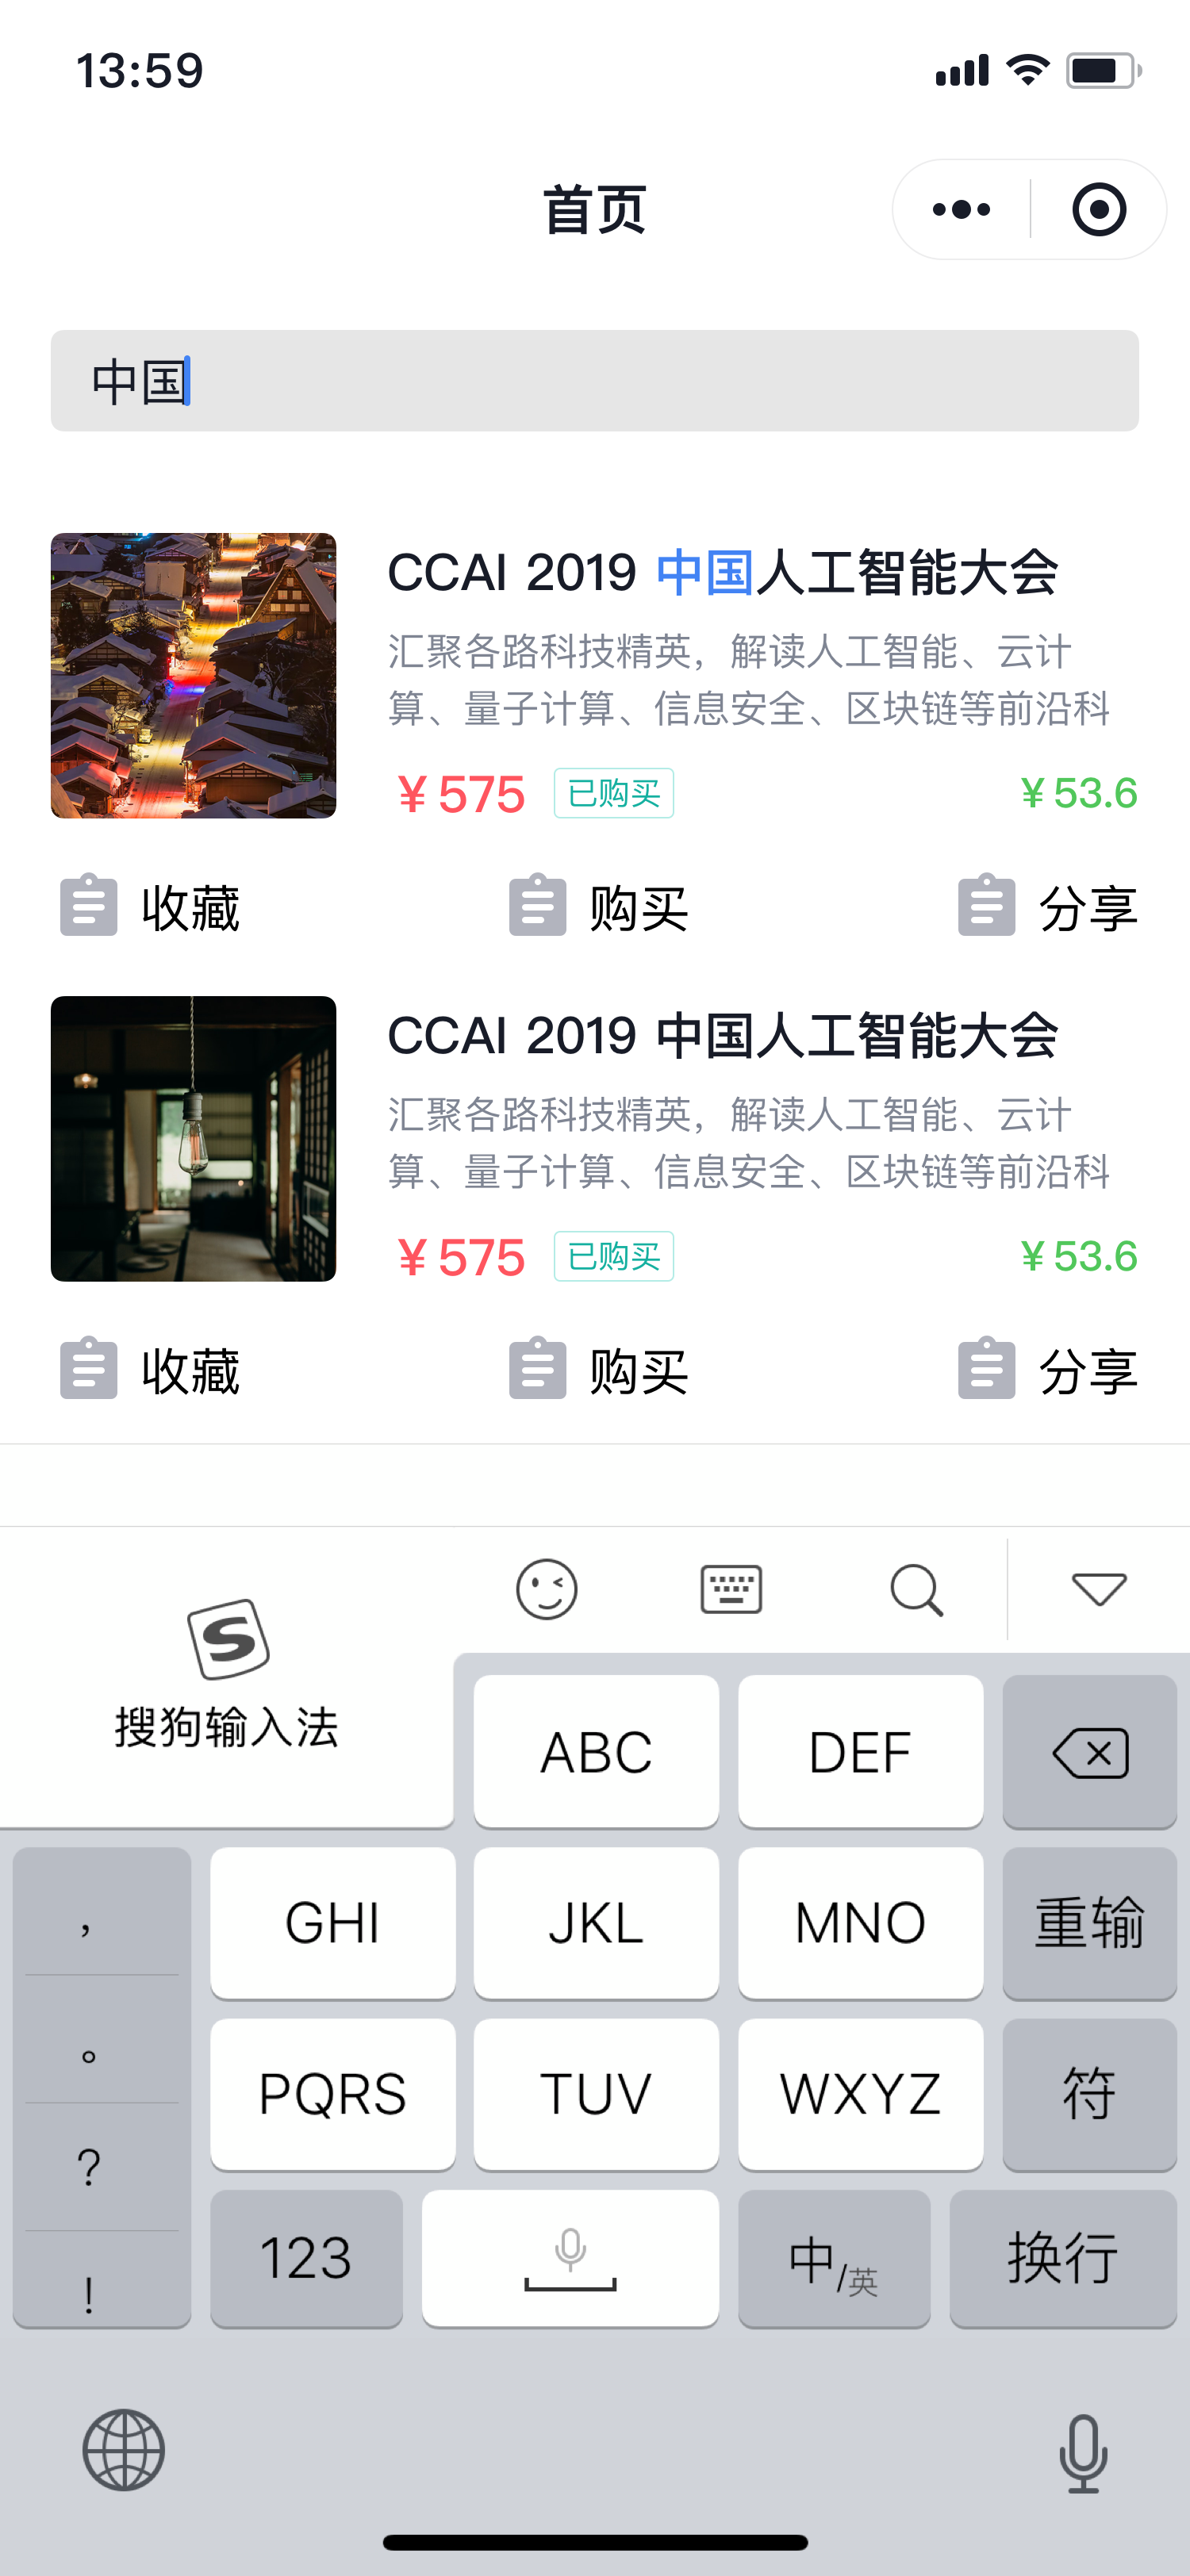 13:59
首页
中国
CCAI 2019 中国人工智能大会
汇聚各路科技精英，解读人工智能、云计
算、量子计算、信息安全、区块链等前沿科
¥ 575 已购买 ¥ 53.6
收藏 购买 分享
CCAI 2019 中国人工智能大会
汇聚各路科技精英，解读人工智能、云计
算、量子计算、信息安全、区块链等前沿科
¥ 575 已购买 ¥ 53.6
收藏 购买 分享
S
搜狗输入法
ABC DEF
， GHI JKL MNO 重输
。 PQRS TUV WXYZ 符
?
! 123 中/英 换行